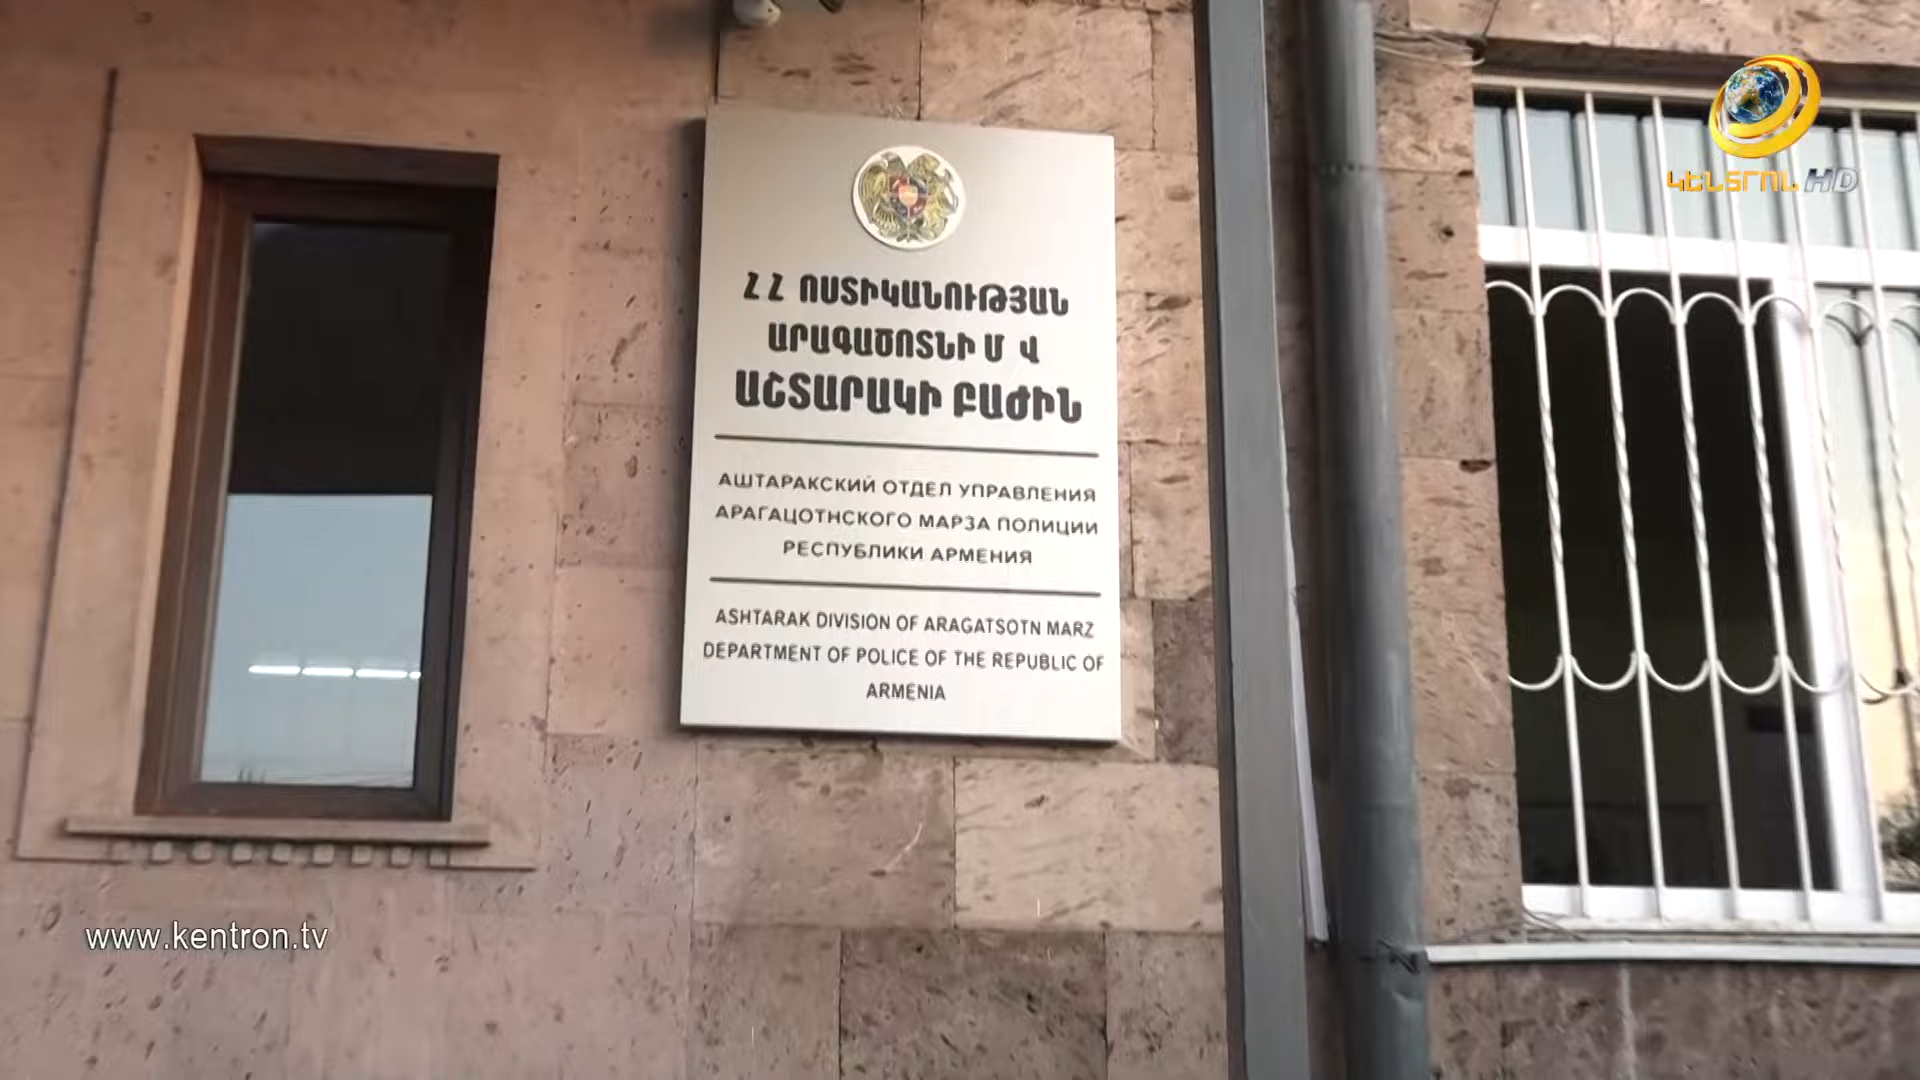 ԿԵՆՏՐՈՆ HD
ՀՀ ՈՍՏԻԿԱՆՈՒԹՅԱՆ
ԱՐԱԳԱԾՈՏՆԻ Մ Վ
ԱՇՏԱՐԱԿԻ ԲԱԺԻՆ
АШТАРАКСКИЙ ОТДЕЛ УПРАВЛЕНИЯ
АРАГАЦОТНСКОГО МАРЗА ПОЛИЦИИ
РЕСПУБЛИКИ АРМЕНИЯ
ASHTARAK DIVISION OF ARAGATSOTN MARZ
DEPARTMENT OF POLICE OF THE REPUBLIC OF
ARMENIA
www.kentron.tv